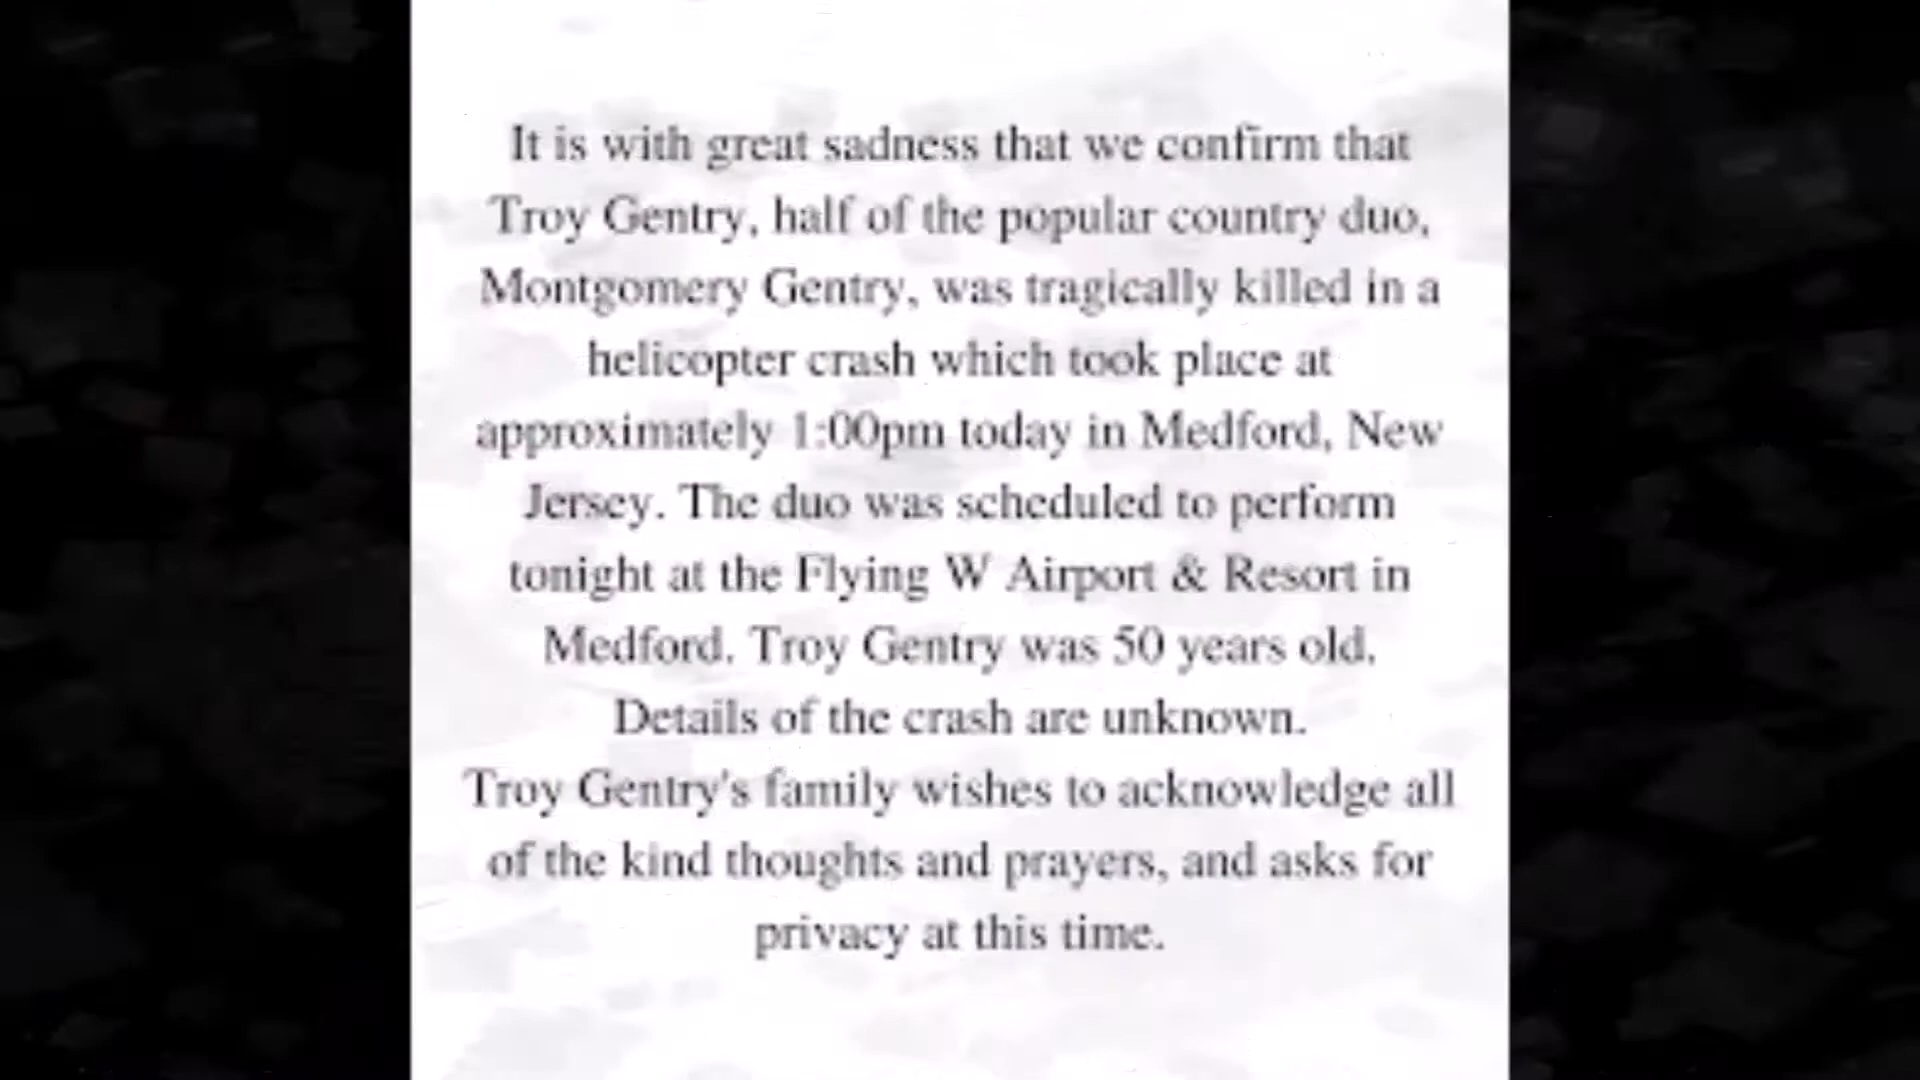 It is with great sadness that we confirm that
Troy Gentry, half of the popular country duo,
Montgomery Gentry, was tragically killed in a
helicopter crash which took place at
approximately 1:00pm today in Medford, New
Jersey. The duo was scheduled to perform
tonight at the Flying W Airport & Resort in
Medford. Troy Gentry was 50 years old.
Details of the crash are unknown.
Troy Gentry's family wishes to acknowledge all
of the kind thoughts and prayers, and asks for
privacy at this time.